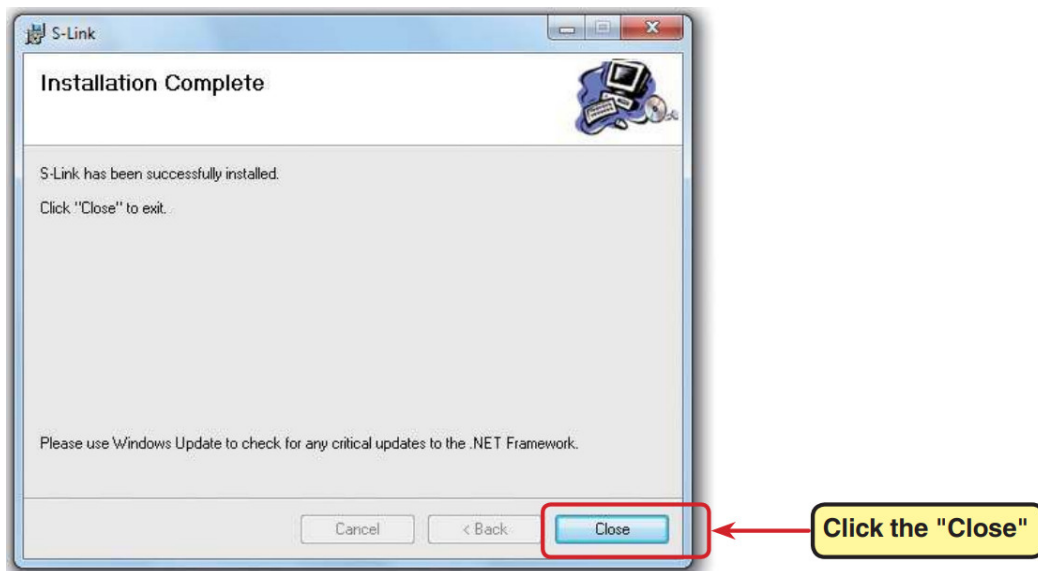 S-Link
Installation Complete
S-Link has been successfully installed.
Click "Close" to exit.
Please use Windows Update to check for any critical updates to the .NET Framework.
Cancel
< Back
Close
Click the "Close"